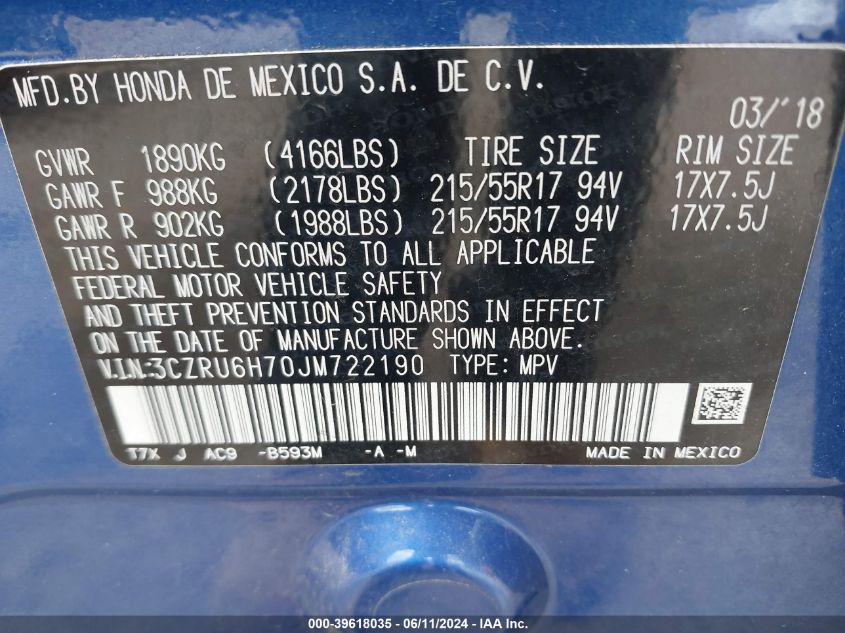 MFD.BY HONDA DE MEXICO S.A. DE C.V.
03/'18
GVWR 1890KG (4166LBS) TIRE SIZE RIM SIZE
GAWR F 988KG (2178LBS) 215/55R17 94V 17X7.5J
GAWR R 902KG (1988LBS) 215/55R17 94V 17X7.5J
THIS VEHICLE CONFORMS TO ALL APPLICABLE
FEDERAL MOTOR VEHICLE SAFETY
AND THEFT PREVENTION STANDARDS IN EFFECT
ON THE DATE OF MANUFACTURE SHOWN ABOVE.
V.I.N:3CZRU6H70JM722190 TYPE: MPV
T7X J AC9 -B593M -A -M MADE IN MEXICO
000-39618035 - 06/11/2024 - IAA Inc.